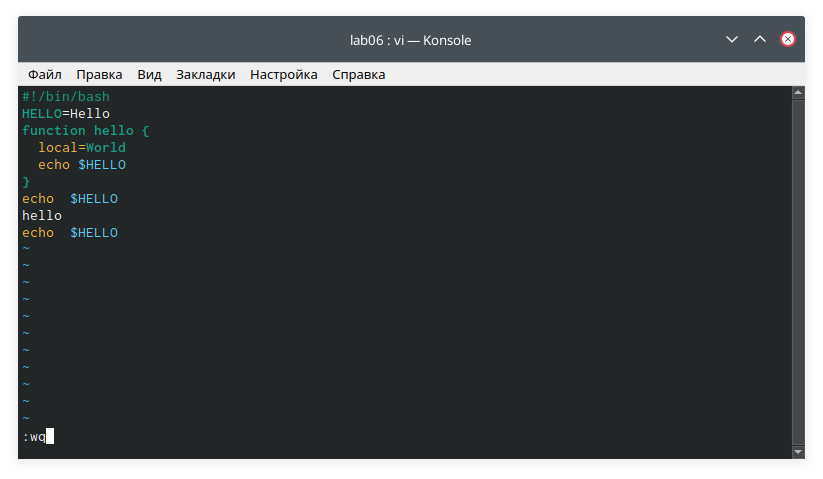 lab06 : vi — Konsole
Файл Правка Вид Закладки Настройка Справка
#!/bin/bash
HELLO=Hello
function hello {
  local=World
  echo $HELLO
}
echo  $HELLO
hello
echo  $HELLO
~
~
~
~
~
~
~
~
~
~
~
:wq